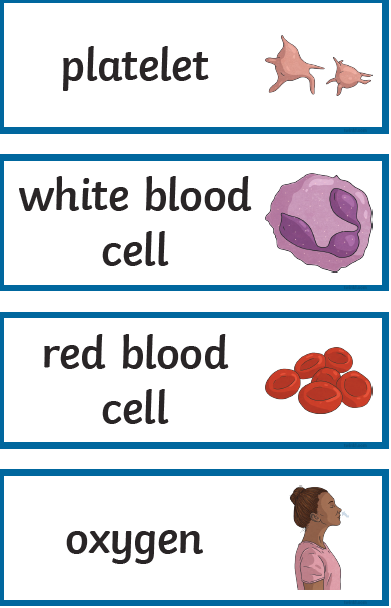 platelet
white blood
cell
red blood
cell
oxygen